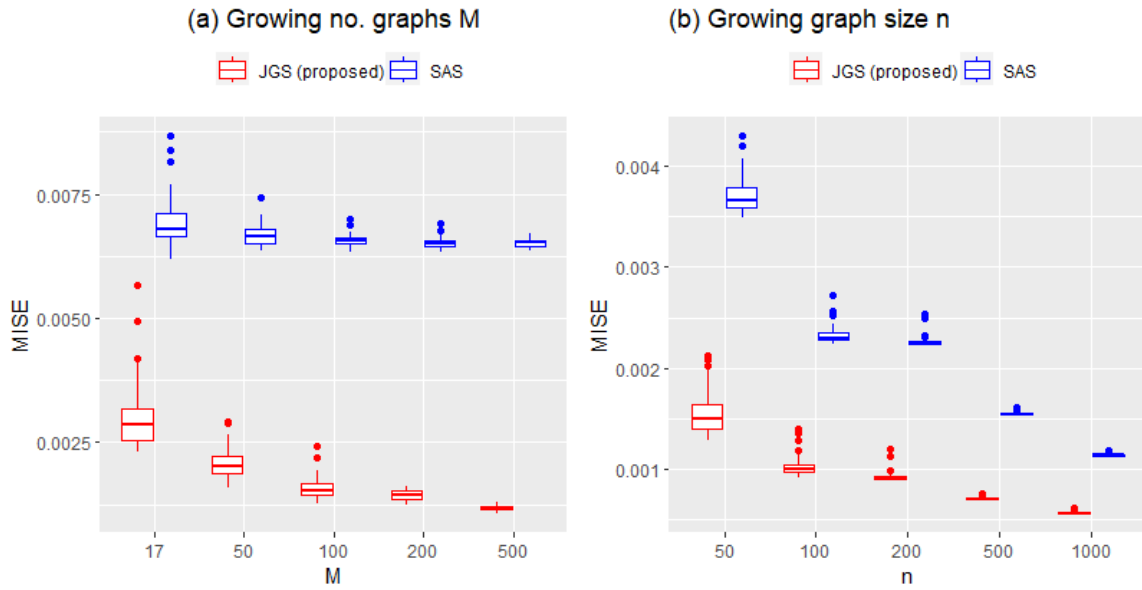 (a) Growing no. graphs M
JGS (proposed) SAS
0.0075
0.0050
0.0025
MISE
17 50 100 200 500
M
(b) Growing graph size n
JGS (proposed) SAS
0.004
0.003
0.002
0.001
MISE
50 100 200 500 1000
n